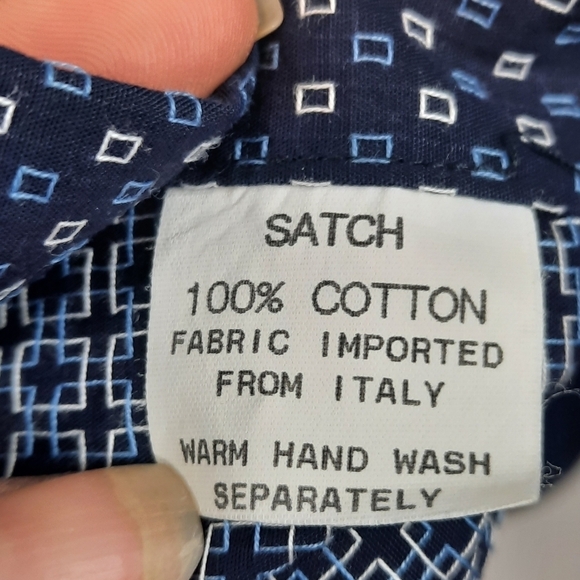 SATCH
100% COTTON
FABRIC IMPORTED
FROM ITALY
WARM HAND WASH
SEPARATELY